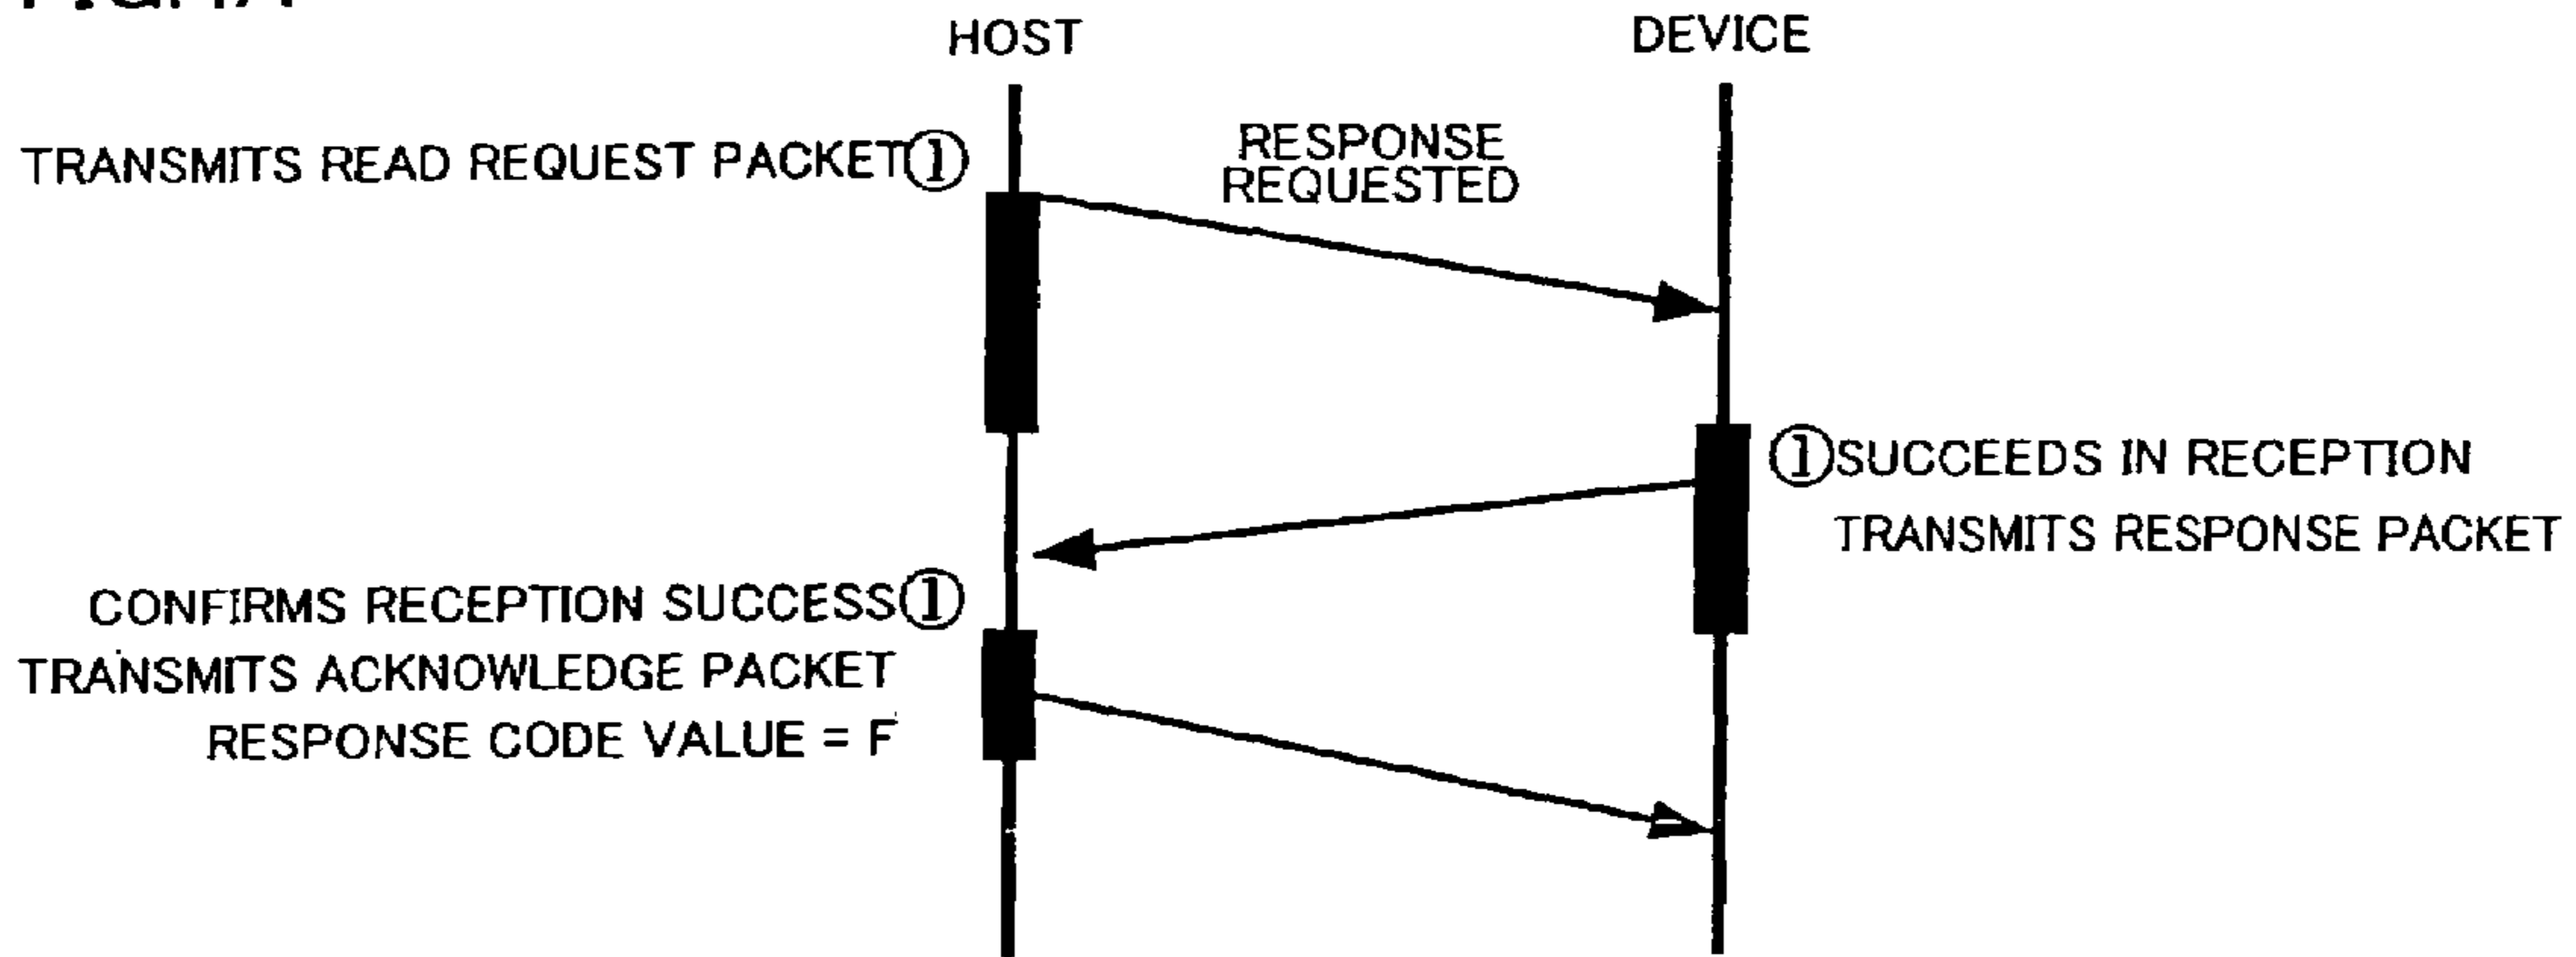 HOST
DEVICE
TRANSMITS READ REQUEST PACKET①
RESPONSE
REQUESTED
①SUCCEEDS IN RECEPTION
TRANSMITS RESPONSE PACKET
CONFIRMS RECEPTION SUCCESS①
TRANSMITS ACKNOWLEDGE PACKET
RESPONSE CODE VALUE = F